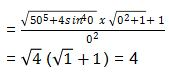 = √(50⁵+4sin⁴0 x √(0²+1)+1) / 0²
= √4 (√1 + 1) = 4